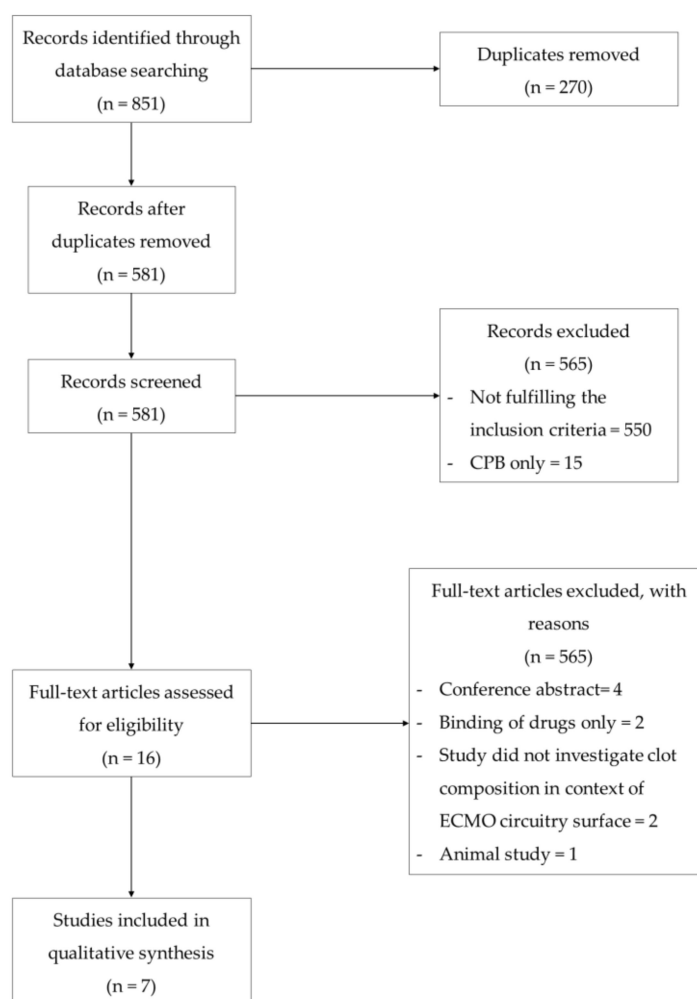 Records identified through
database searching
(n = 851)
Duplicates removed
(n = 270)
Records after
duplicates removed
(n = 581)
Records screened
(n = 581)
Records excluded
(n = 565)
- Not fulfilling the
inclusion criteria = 550
- CPB only = 15
Full-text articles assessed
for eligibility
(n = 16)
Full-text articles excluded, with
reasons
(n = 565)
- Conference abstract= 4
- Binding of drugs only = 2
- Study did not investigate clot
composition in context of
ECMO circuitry surface = 2
- Animal study = 1
Studies included in
qualitative synthesis
(n = 7)